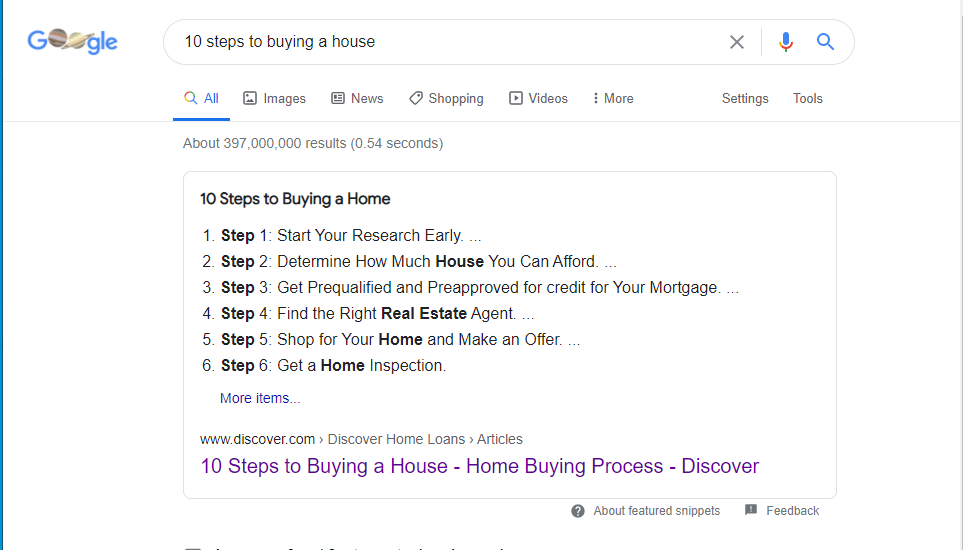 Google
10 steps to buying a house
All Images News Shopping Videos More Settings Tools
About 397,000,000 results (0.54 seconds)
10 Steps to Buying a Home
1. Step 1: Start Your Research Early. ...
2. Step 2: Determine How Much House You Can Afford. ...
3. Step 3: Get Prequalified and Preapproved for credit for Your Mortgage. ...
4. Step 4: Find the Right Real Estate Agent. ...
5. Step 5: Shop for Your Home and Make an Offer. ...
6. Step 6: Get a Home Inspection.
More items...
www.discover.com › Discover Home Loans › Articles
10 Steps to Buying a House - Home Buying Process - Discover
About featured snippets Feedback